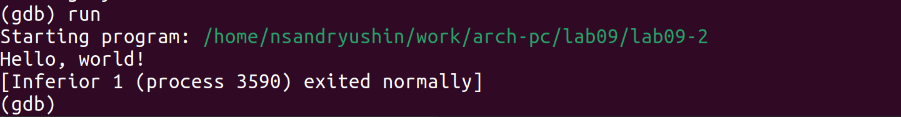 (gdb) run
Starting program: /home/nsandryushin/work/arch-pc/lab09/lab09-2
Hello, world!
[Inferior 1 (process 3590) exited normally]
(gdb)